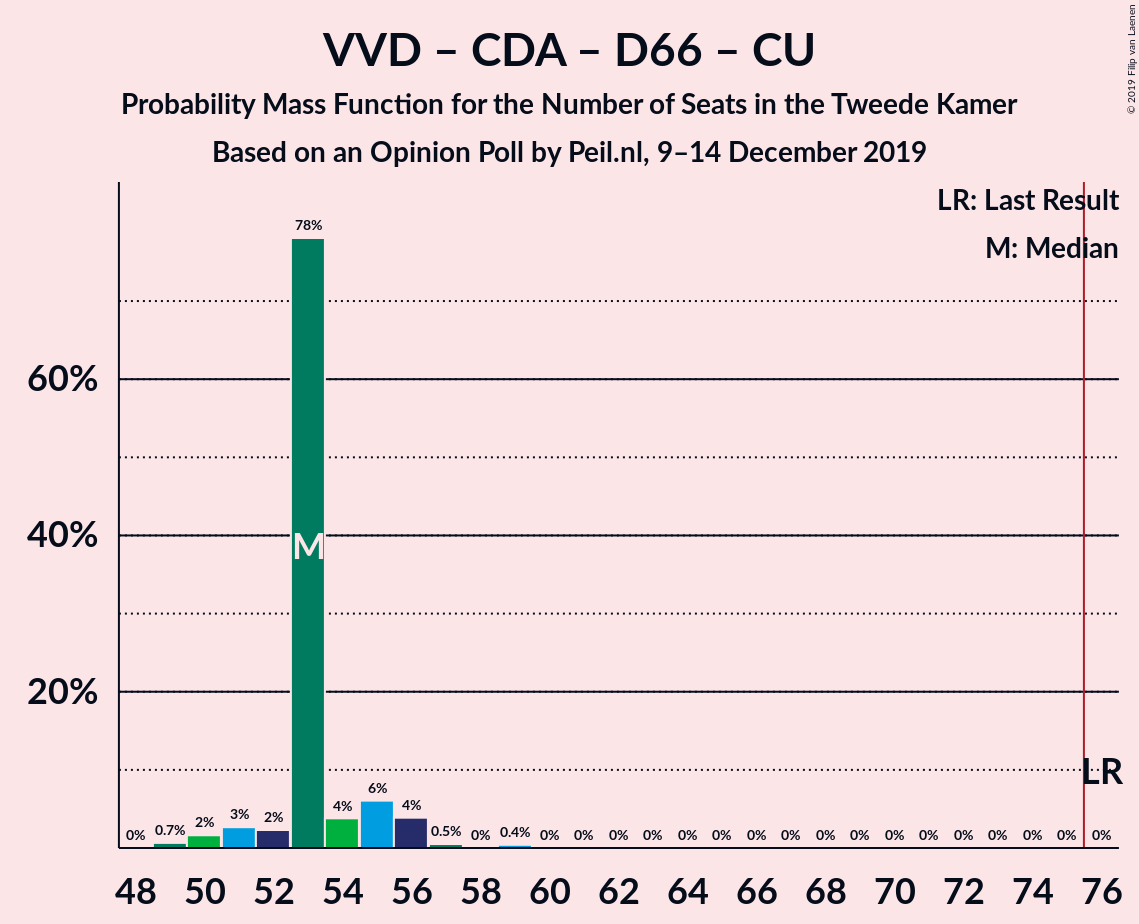 VVD – CDA – D66 – CU
Probability Mass Function for the Number of Seats in the Tweede Kamer
Based on an Opinion Poll by Peil.nl, 9–14 December 2019
© 2019 Filip van Laenen
LR: Last Result
M: Median
60%
40%
20%
0% 0.7% 2% 3% 2% 78% 4% 6% 4% 0.5% 0% 0.4% 0% 0% 0% 0% 0% 0% 0% 0% 0% 0% 0% 0% 0% 0% 0% 0% 0%
M
LR
48 50 52 54 56 58 60 62 64 66 68 70 72 74 76